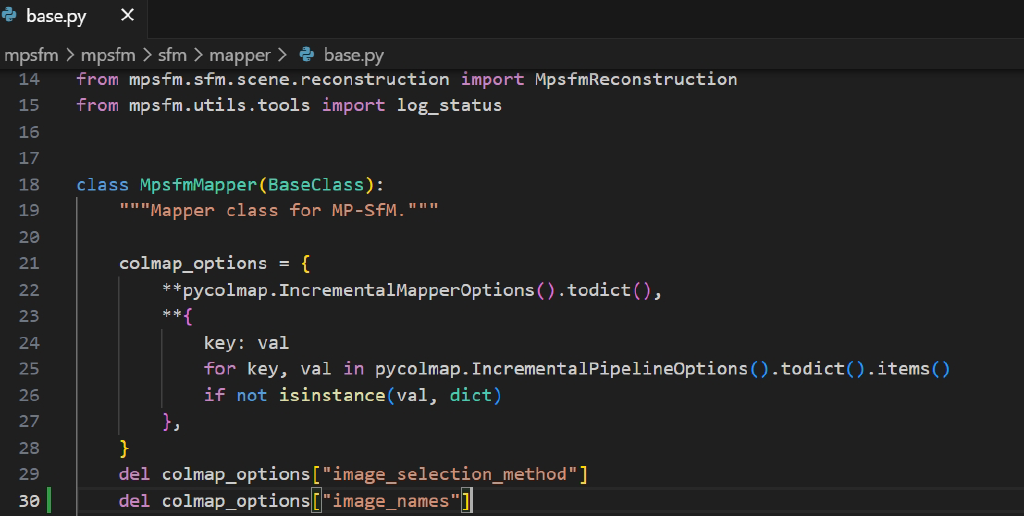 base.py ×
mpsfm > mpsfm > sfm > mapper > base.py
14 from mpsfm.sfm.scene.reconstruction import MpsfmReconstruction
15 from mpsfm.utils.tools import log_status
16
17
18 class MpsfmMapper(BaseClass):
19     """Mapper class for MP-SfM."""
20
21     colmap_options = {
22         **pycolmap.IncrementalMapperOptions().todict(),
23         **{
24             key: val
25             for key, val in pycolmap.IncrementalPipelineOptions().todict().items()
26             if not isinstance(val, dict)
27         },
28     }
29     del colmap_options["image_selection_method"]
30     del colmap_options["image_names"]